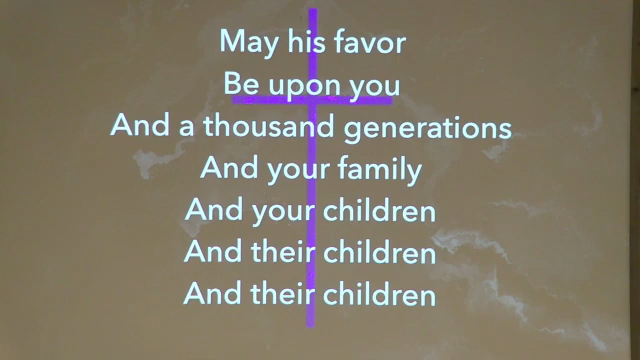 May his favor
Be upon you
And a thousand generations
And your family
And your children
And their children
And their children